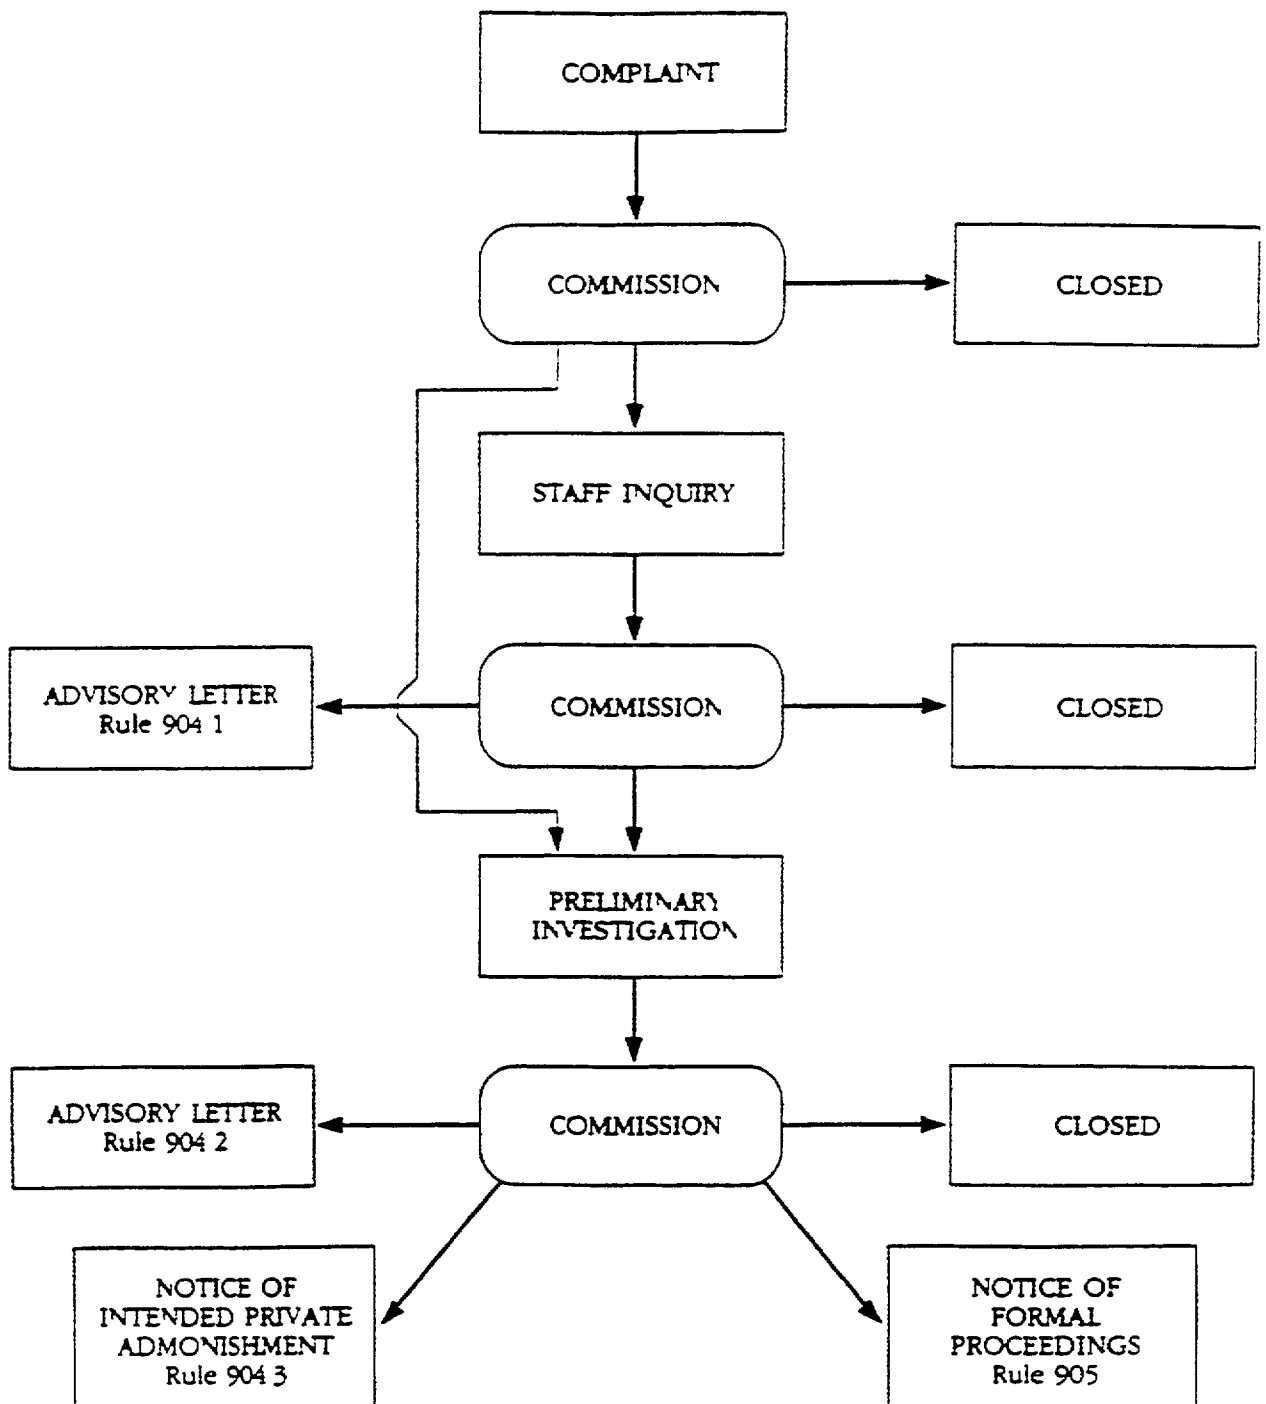 COMPLAINT
COMMISSION
CLOSED
STAFF INQUIRY
ADVISORY LETTER
Rule 904 1
COMMISSION
CLOSED
PRELIMINARY
INVESTIGATION
ADVISORY LETTER
Rule 904 2
COMMISSION
CLOSED
NOTICE OF
INTENDED PRIVATE
ADMONISHMENT
Rule 904 3
NOTICE OF
FORMAL
PROCEEDINGS
Rule 905